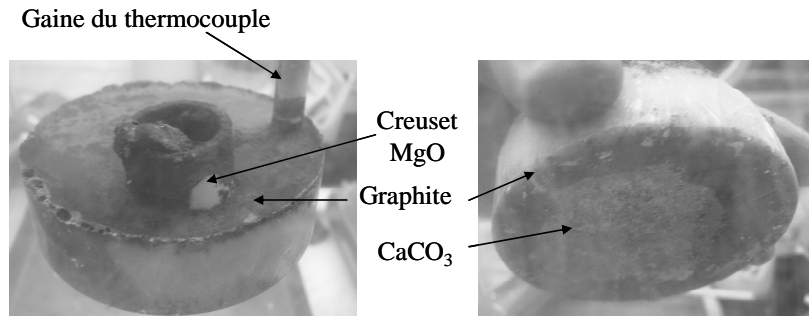 Gaine du thermocouple
Creuset
MgO
Graphite
CaCO₃